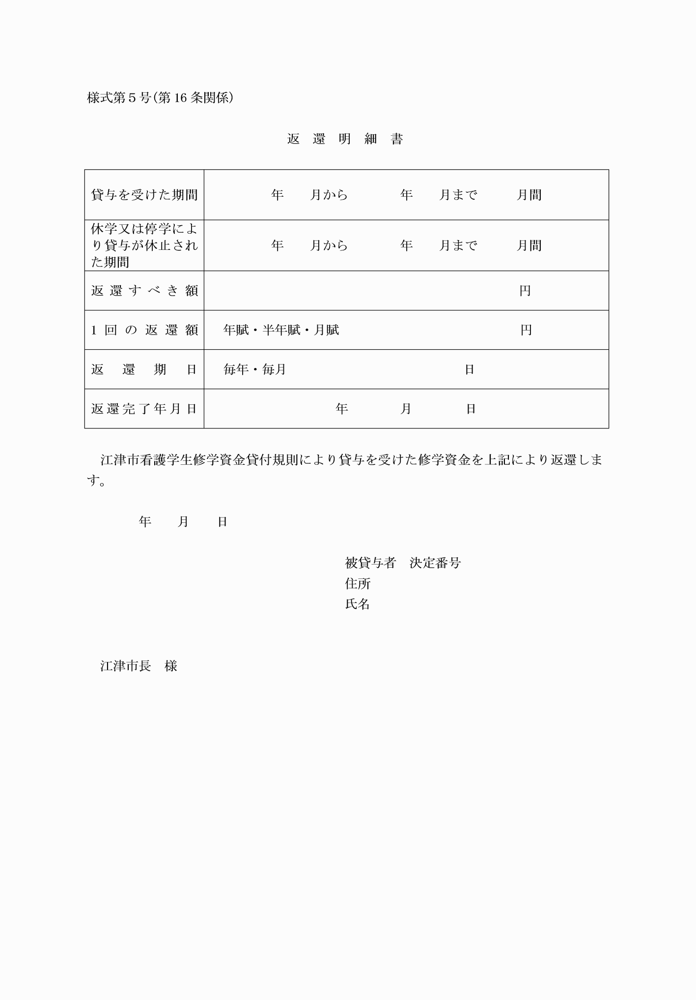 様式第５号(第 16 条関係)
返　還　明　細　書
貸与を受けた期間　　　　　年　　月から　　　　年　　月まで　　　月間
休学又は停学によ
り貸与が休止され　　　　　年　　月から　　　　年　　月まで　　　月間
た期間
返還すべき額　　　　　　　　　　　　　　　　　　　　　　　　円
1 回の返還額　年賦・半年賦・月賦　　　　　　　　　　　　　　円
返還期日　毎年・毎月　　　　　　　　　　　　　　日
返還完了年月日　　　　　　　　　　年　　　　月　　　　日
江津市看護学生修学資金貸付規則により貸与を受けた修学資金を上記により返還しま
す。
年　　月　　日
被貸与者　決定番号
住所
氏名
江津市長　様